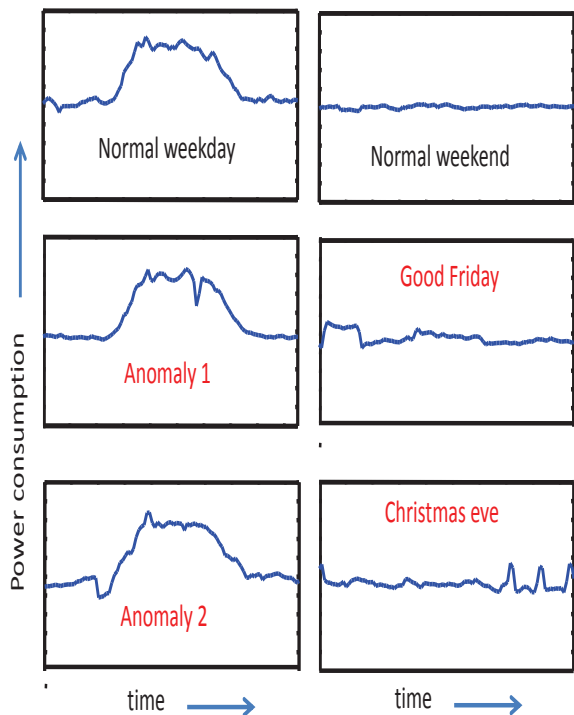 Normal weekday
Normal weekend
Power consumption
Anomaly 1
Good Friday
Anomaly 2
Christmas eve
time
time